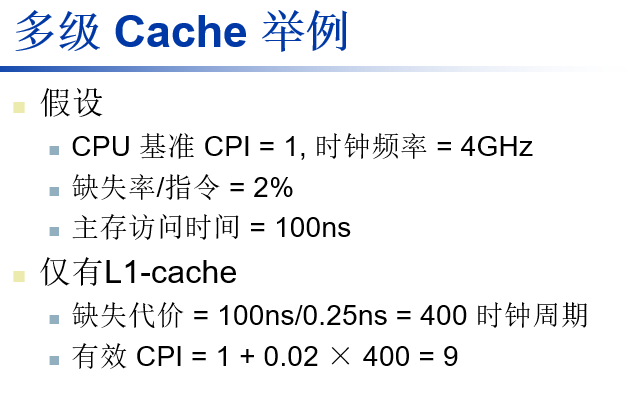 多级 Cache 举例
假设
CPU 基准 CPI = 1, 时钟频率 = 4GHz
缺失率/指令 = 2%
主存访问时间 = 100ns
仅有L1-cache
缺失代价 = 100ns/0.25ns = 400 时钟周期
有效 CPI = 1 + 0.02 × 400 = 9